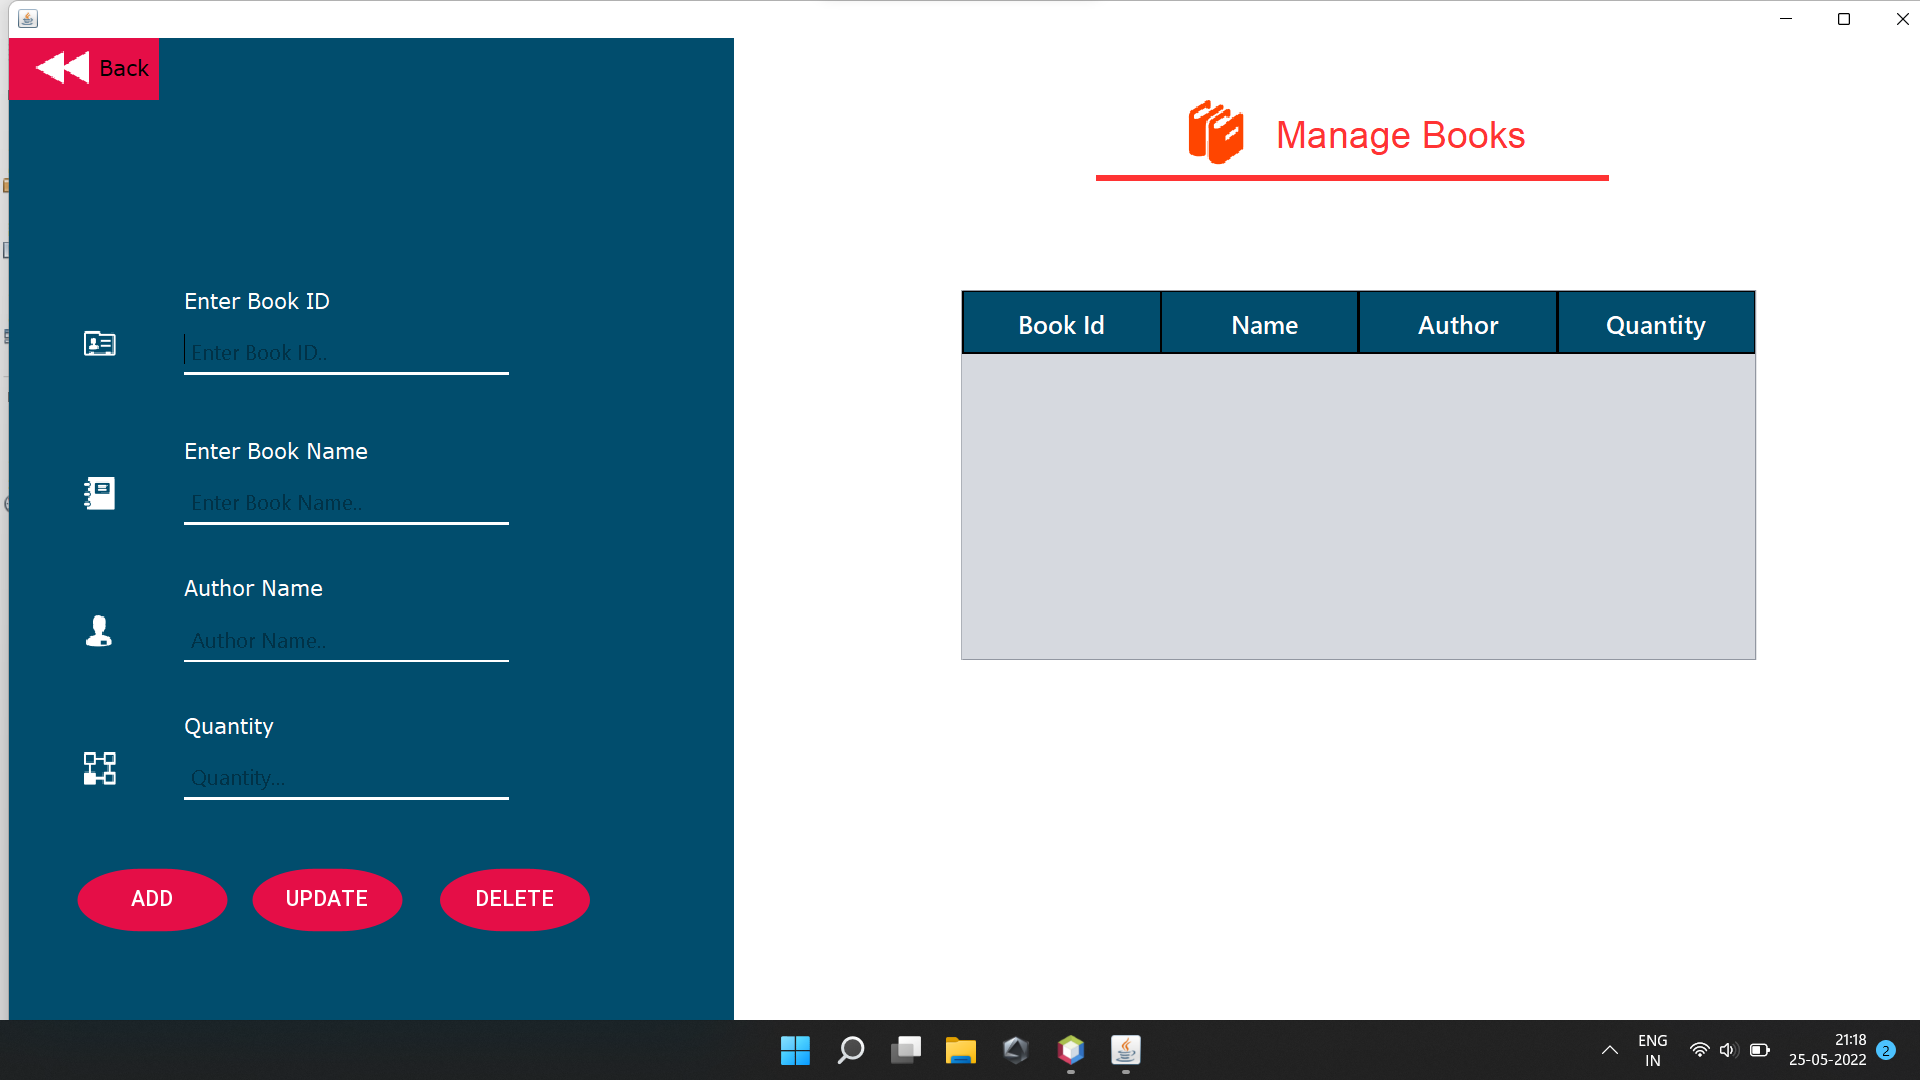 Back
Manage Books
Enter Book ID
Enter Book ID..
Enter Book Name
Enter Book Name..
Author Name
Author Name..
Quantity
Quantity...
ADD UPDATE DELETE
Book Id Name Author Quantity
ENG
IN
21:18
25-05-2022
2